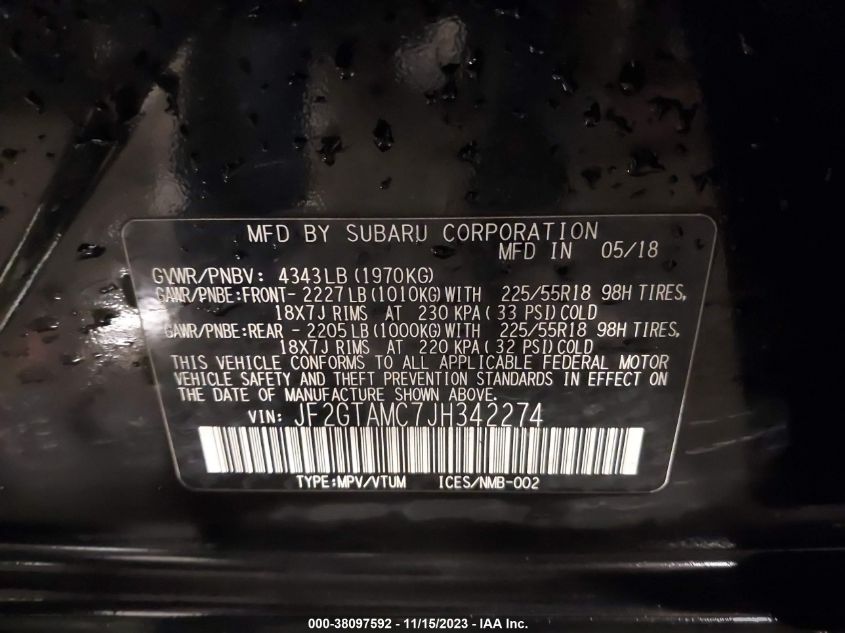 MFD BY SUBARU CORPORATION
MFD IN 05/18
GVWR/PNBV: 4343LB (1970KG)
GAWR/PNBE:FRONT- 2227LB (1010KG) WITH 225/55R18 98H TIRES,
18X7J RIMS AT 230 KPA( 33 PSI) COLD
GAWR/PNBE:REAR - 2205LB (1000KG) WITH 225/55R18 98H TIRES,
18X7J RIMS AT 220 KPA( 32 PSI) COLD
THIS VEHICLE CONFORMS TO ALL APPLICABLE FEDERAL MOTOR
VEHICLE SAFETY AND THEFT PREVENTION STANDARDS IN EFFECT ON
THE DATE OF MANUFACTURE SHOWN ABOVE.
VIN: JF2GTAMC7JH342274
TYPE:MPV/VTUM ICES/NMB-002
000-38097592 - 11/15/2023 - IAA Inc.